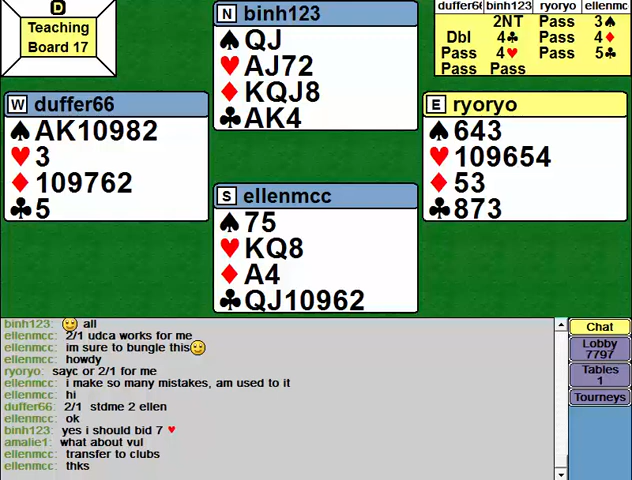 D
Teaching
Board 17
N binh123
♠QJ
♥AJ72
♦KQJ8
♣AK4
duffer6 binh123 ryoryo ellenmc
2NT Pass 3♠
Dbl 4♣ Pass 4♦
Pass 4♥ Pass 5♣
Pass Pass
W duffer66
♠AK10982
♥3
♦109762
♣5
E ryoryo
♠643
♥109654
♦53
♣873
S ellenmcc
♠75
♥KQ8
♦A4
♣QJ10962
binh123: all
ellenmcc: 2/1 udca works for me
ellenmcc: im sure to bungle this
ellenmcc: howdy
ryoryo: sayc or 2/1 for me
ellenmcc: i make so many mistakes, am used to it
ellenmcc: hi
duffer66: 2/1 stdme 2 ellen
ellenmcc: ok
binh123: yes i should bid 7 ♥
amalie1: what about vul
ellenmcc: transfer to clubs
ellenmcc: thks
Chat
Lobby
7797
Tables
1
Tourneys